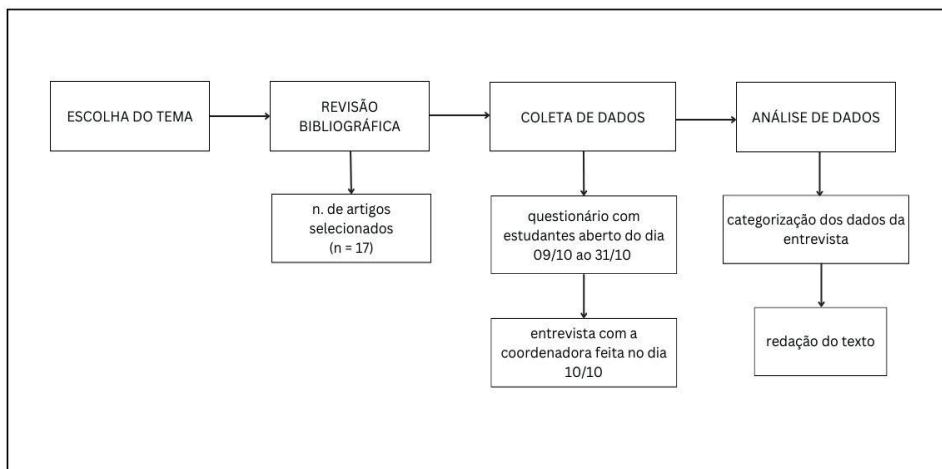 ESCOLHA DO TEMA
REVISÃO
BIBLIOGRÁFICA
COLETA DE DADOS
ANÁLISE DE DADOS
n. de artigos
selecionados
(n = 17)
questionário com
estudantes aberto do dia
09/10 ao 31/10
categorização dos dados da
entrevista
entrevista com a
coordenadora feita no dia
10/10
redação do texto